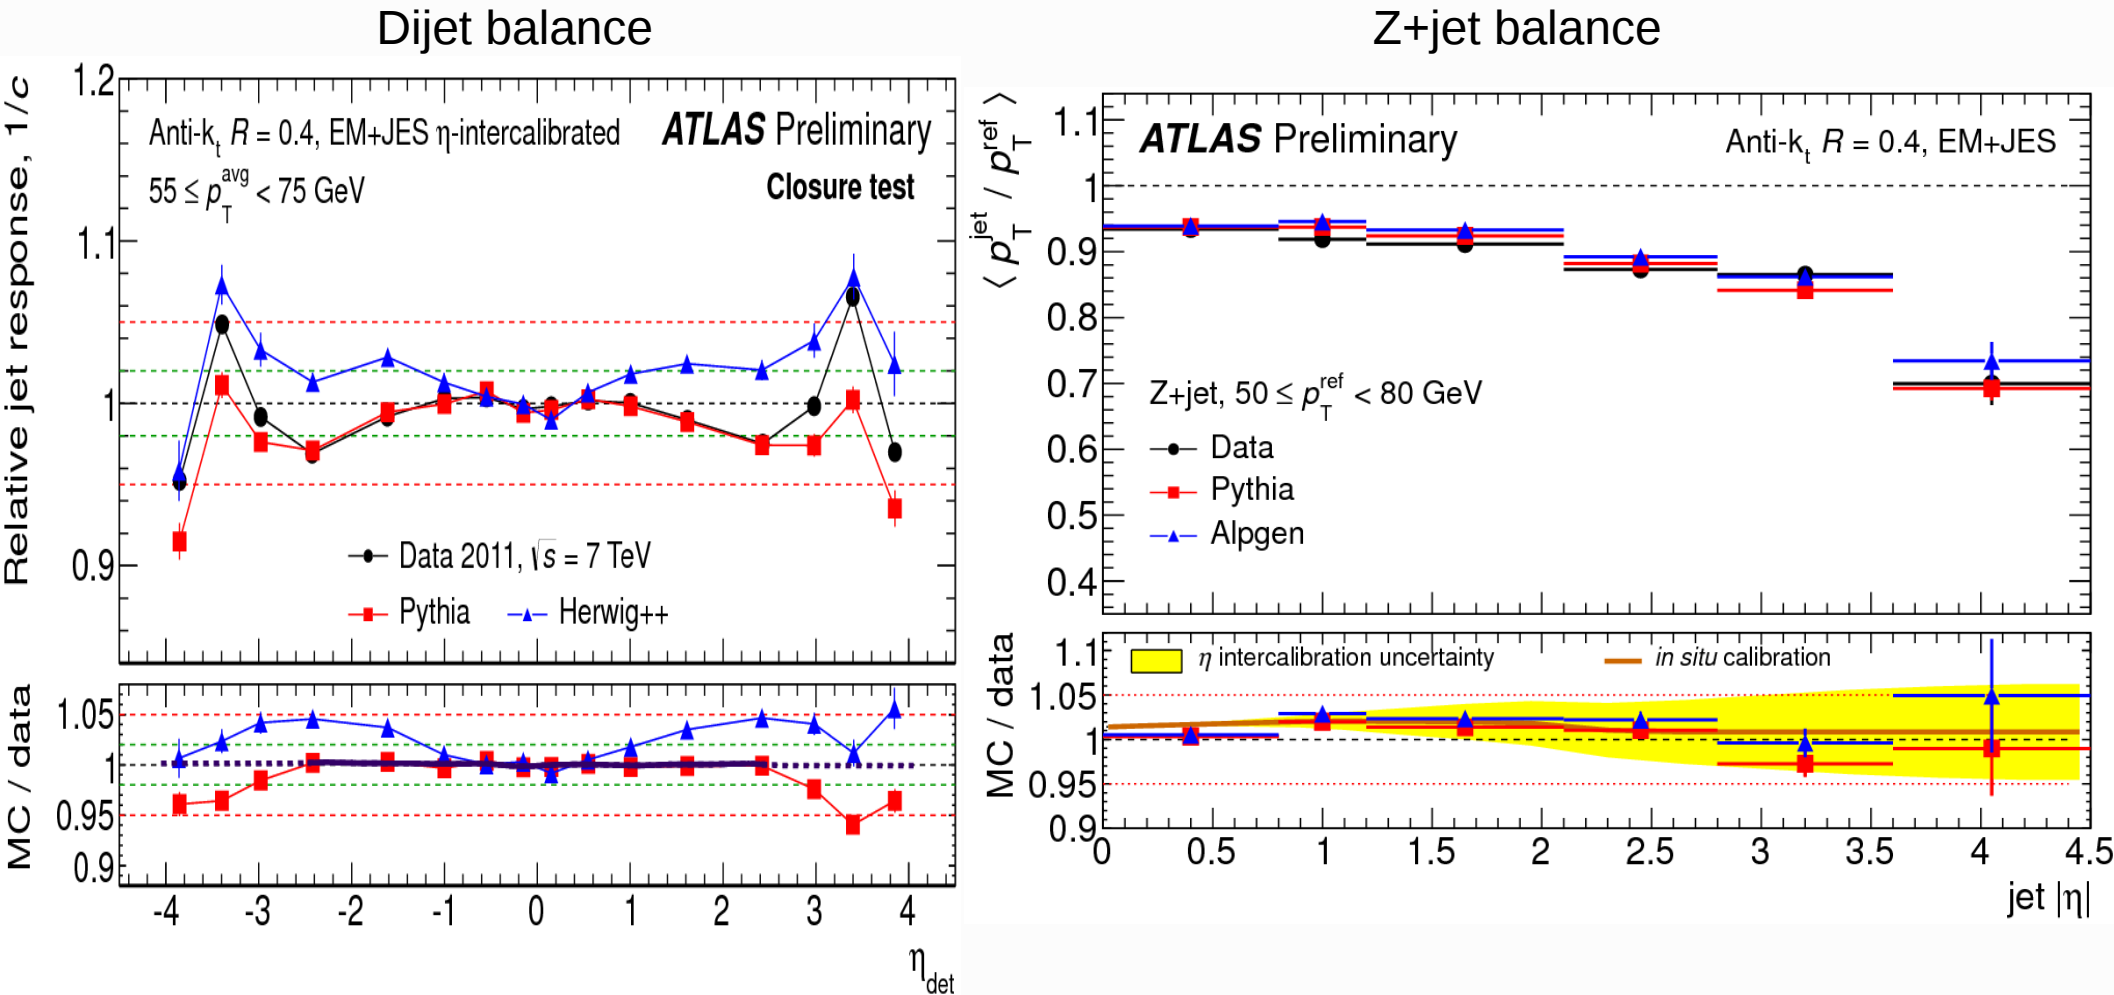 Dijet balance
1.2
1.1
1
0.9
Relative jet response, 1/c
Anti-kt R = 0.4, EM+JES η-intercalibrated
ATLAS Preliminary
55 ≤ pT^avg < 75 GeV
Closure test
Data 2011, √s = 7 TeV
Pythia
Herwig++
MC / data
1.05
1
0.95
0.9
-4 -3 -2 -1 0 1 2 3 4
ηdet
Z+jet balance
⟨ pT^jet / pT^ref ⟩
1.1
1
0.9
0.8
0.7
0.6
0.5
0.4
ATLAS Preliminary
Anti-kt R = 0.4, EM+JES
Z+jet, 50 ≤ pT^ref < 80 GeV
Data
Pythia
Alpgen
MC / data
1.1
1.05
1
0.95
0.9
η intercalibration uncertainty
in situ calibration
0 0.5 1 1.5 2 2.5 3 3.5 4 4.5
jet |η|